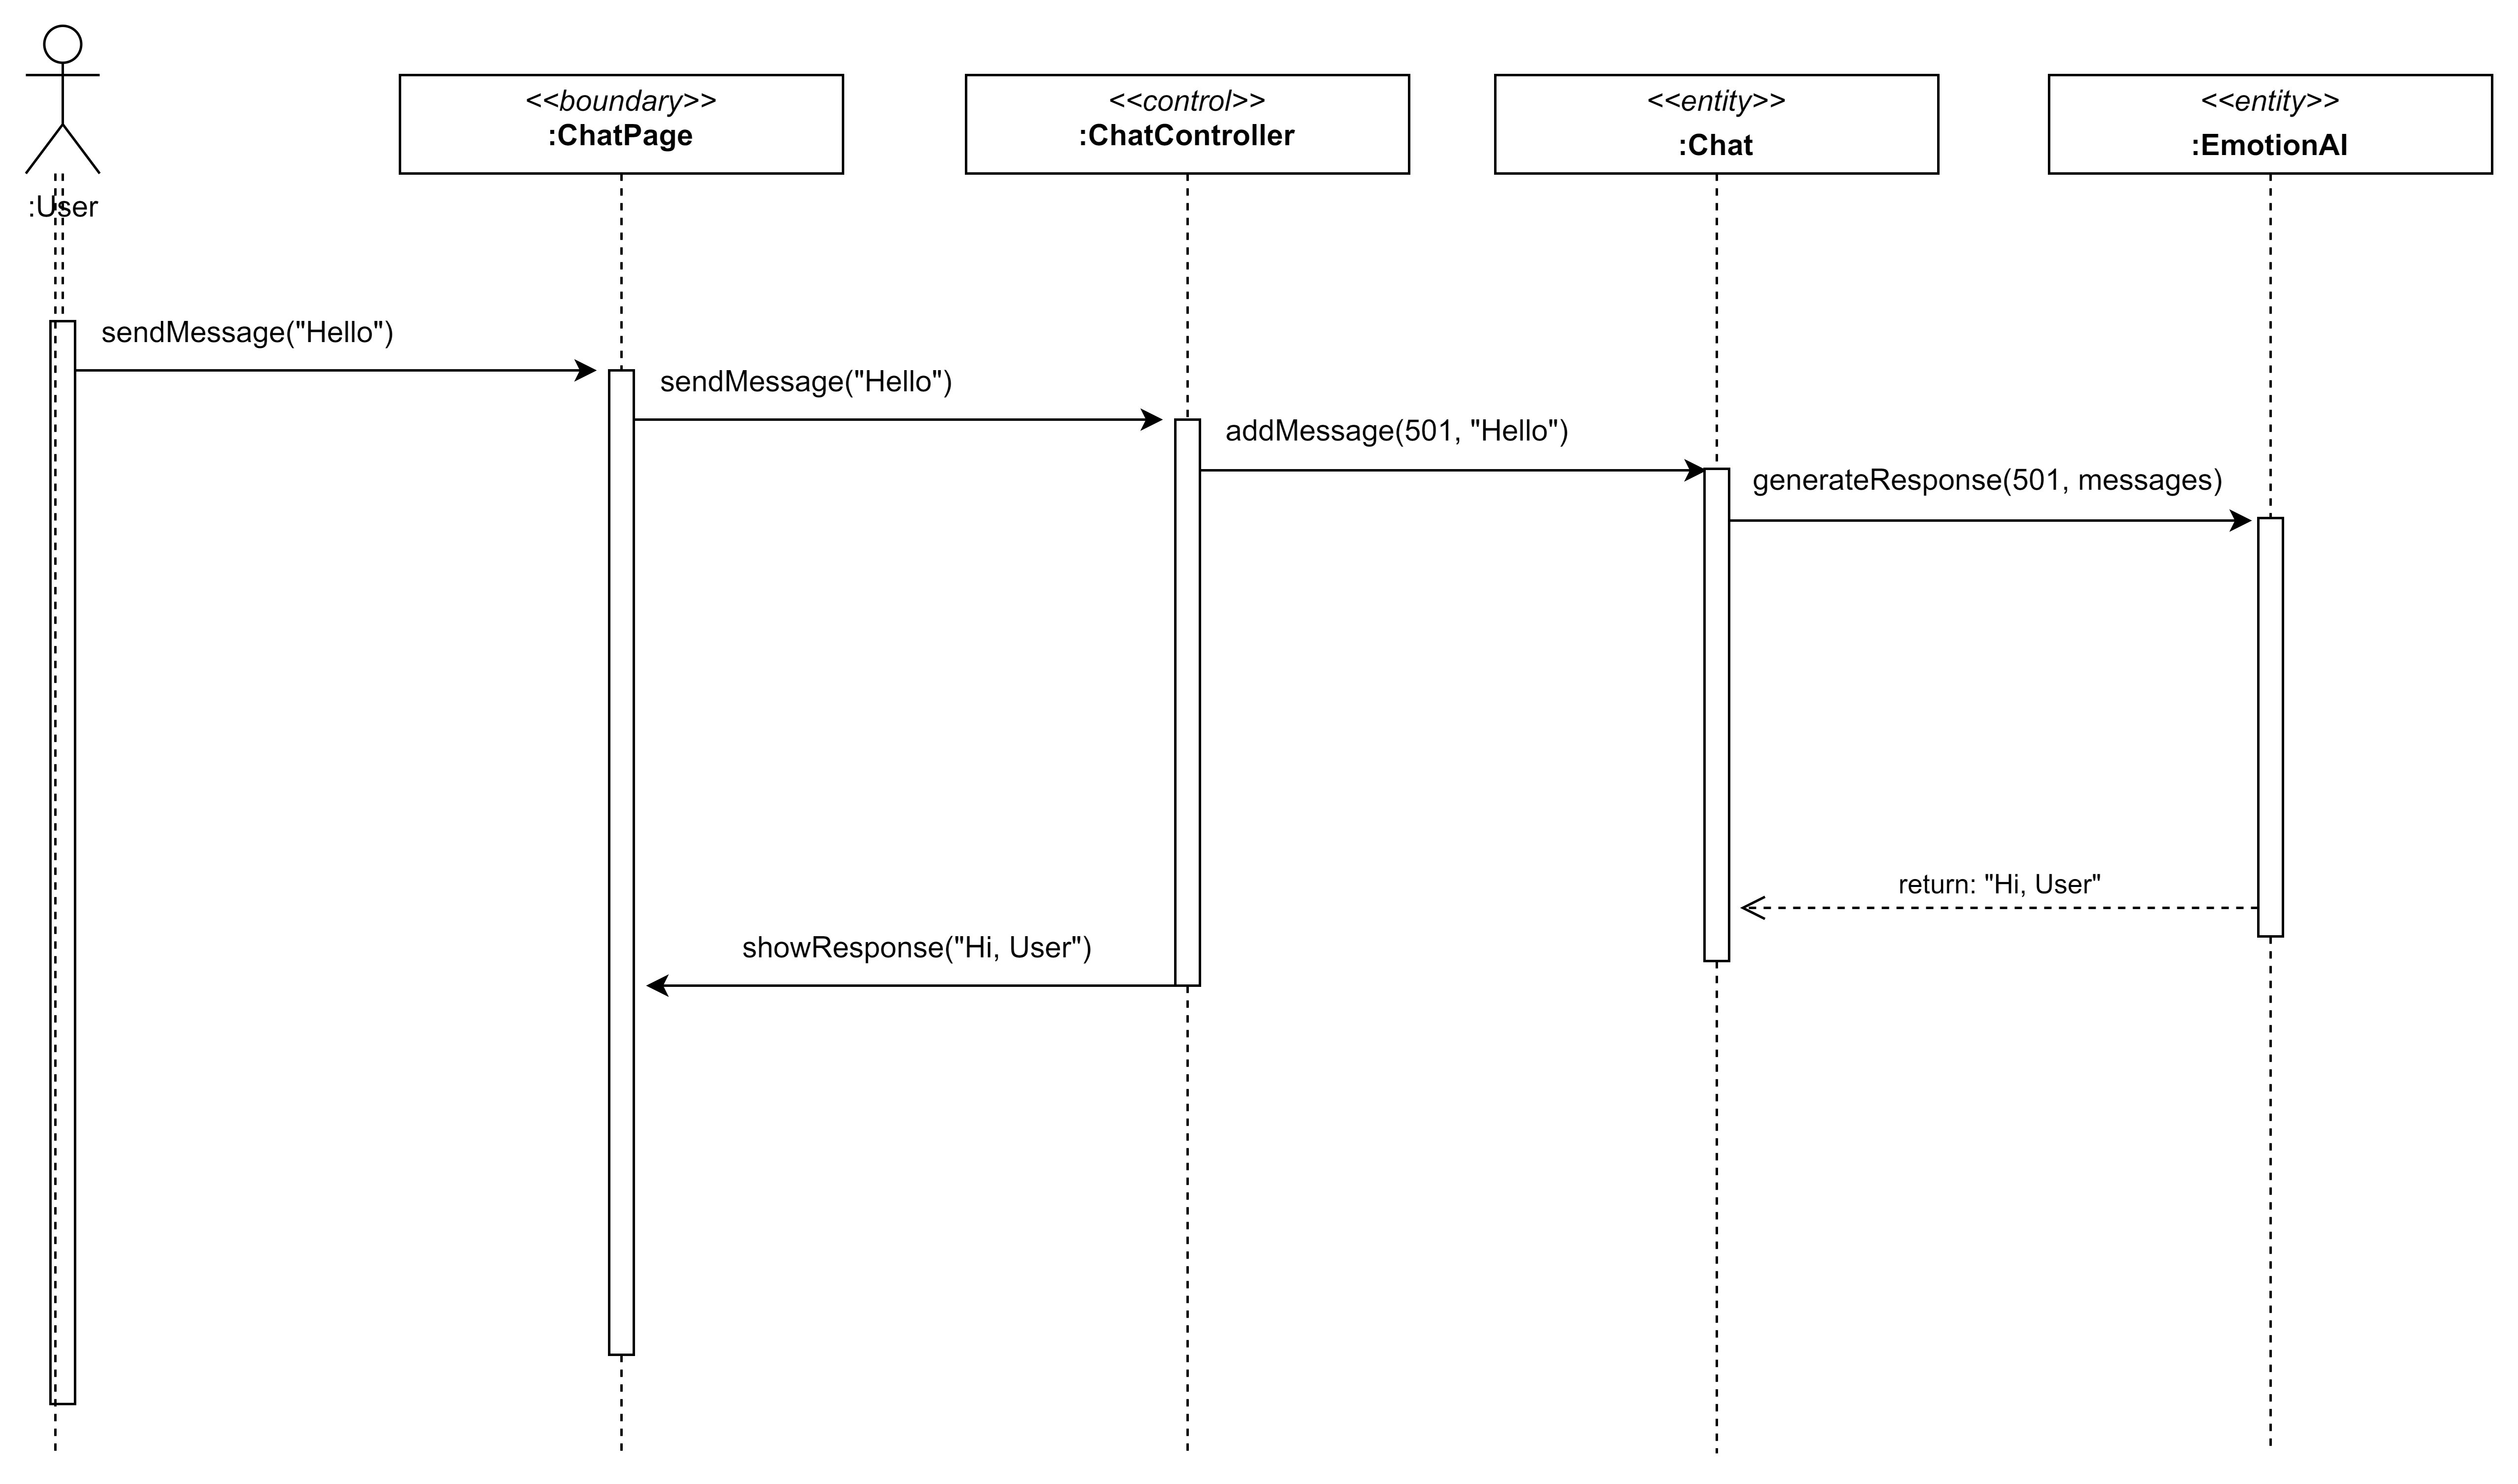 <<boundary>>
:ChatPage
<<control>>
:ChatController
<<entity>>
:Chat
<<entity>>
:EmotionAI
:User
sendMessage("Hello")
sendMessage("Hello")
addMessage(501, "Hello")
generateResponse(501, messages)
return: "Hi, User"
showResponse("Hi, User")